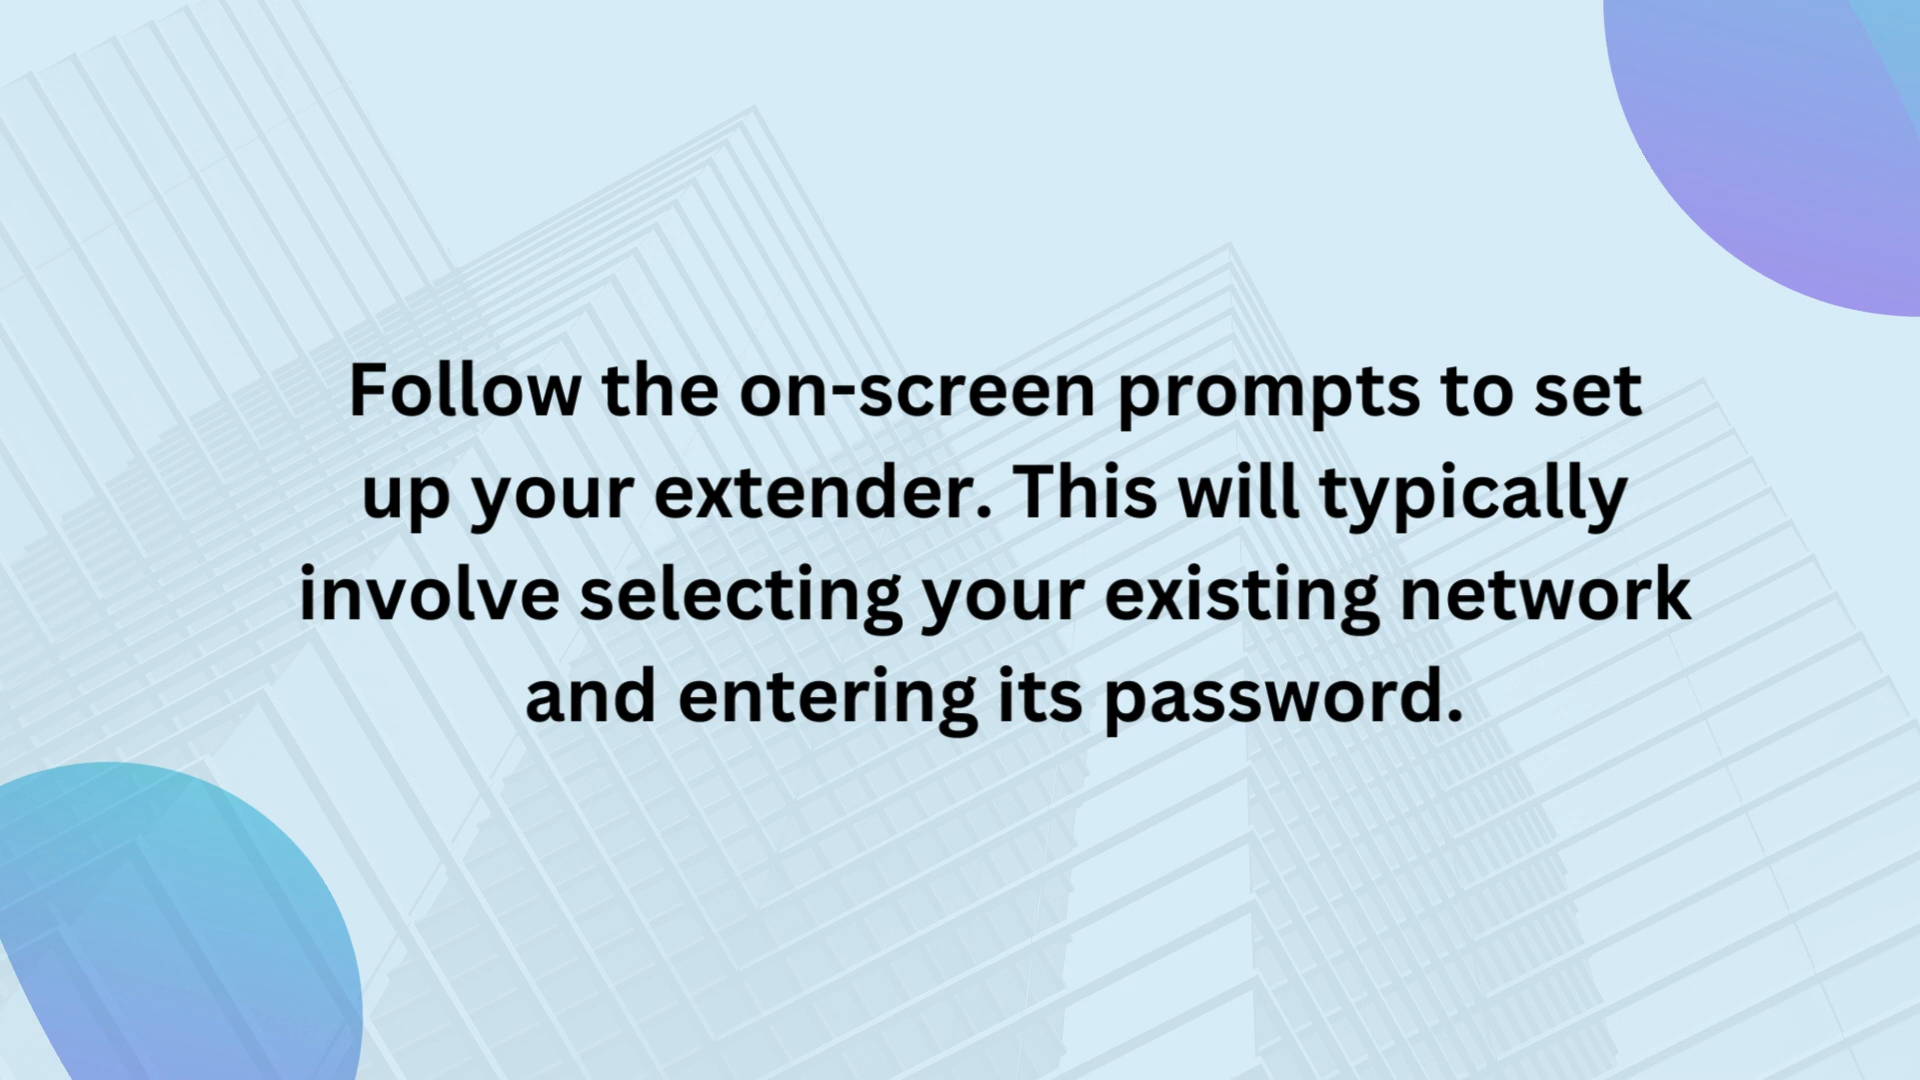 Follow the on-screen prompts to set
up your extender. This will typically
involve selecting your existing network
and entering its password.